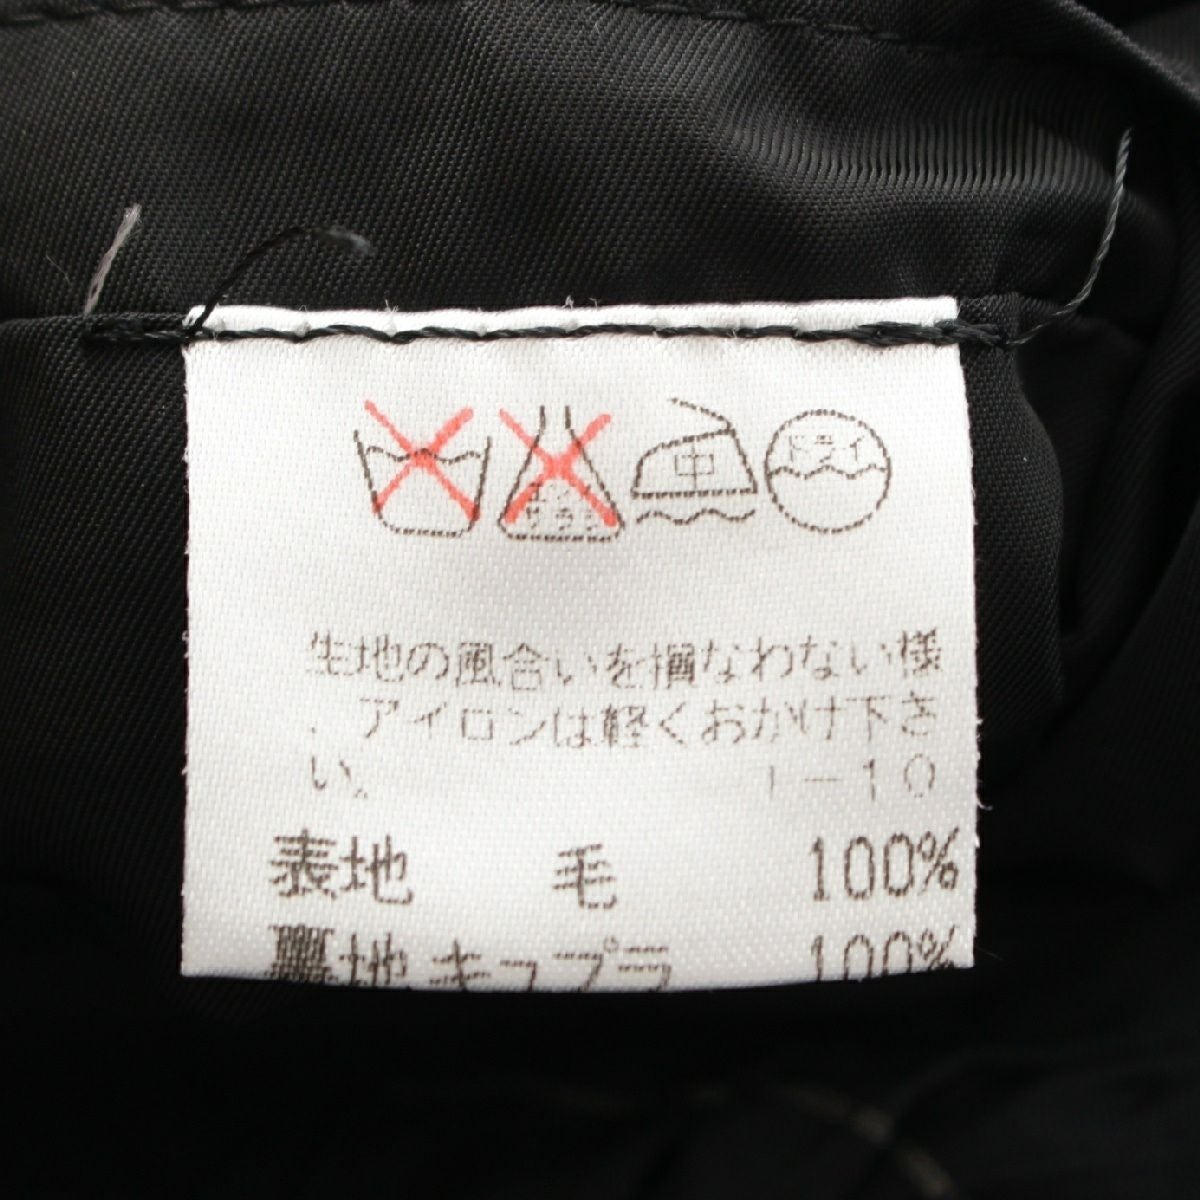 中 ドライ
生地の風合いを損なわない様
アイロンは軽くおかけ下さ
い。 I-10
表地 毛 100%
裏地 キュプラ 100%